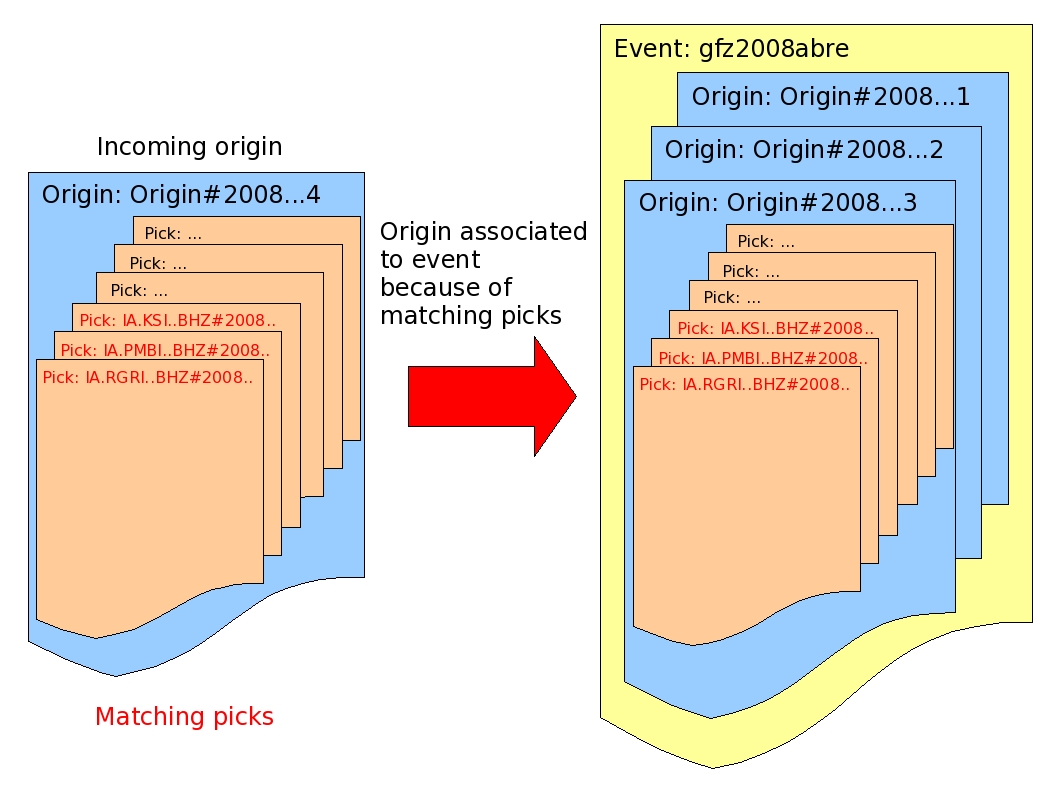 Incoming origin
Origin: Origin#2008...4
Pick: ...
Pick: ...
Pick: ...
Pick: IA.KSI..BHZ#2008..
Pick: IA.PMBI..BHZ#2008..
Pick: IA.RGRI..BHZ#2008..
Matching picks
Origin associated
to event
because of
matching picks
Event: gfz2008abre
Origin: Origin#2008...1
Origin: Origin#2008...2
Origin: Origin#2008...3
Pick: ...
Pick: ...
Pick: ...
Pick: IA.KSI..BHZ#2008..
Pick: IA.PMBI..BHZ#2008..
Pick: IA.RGRI..BHZ#2008..